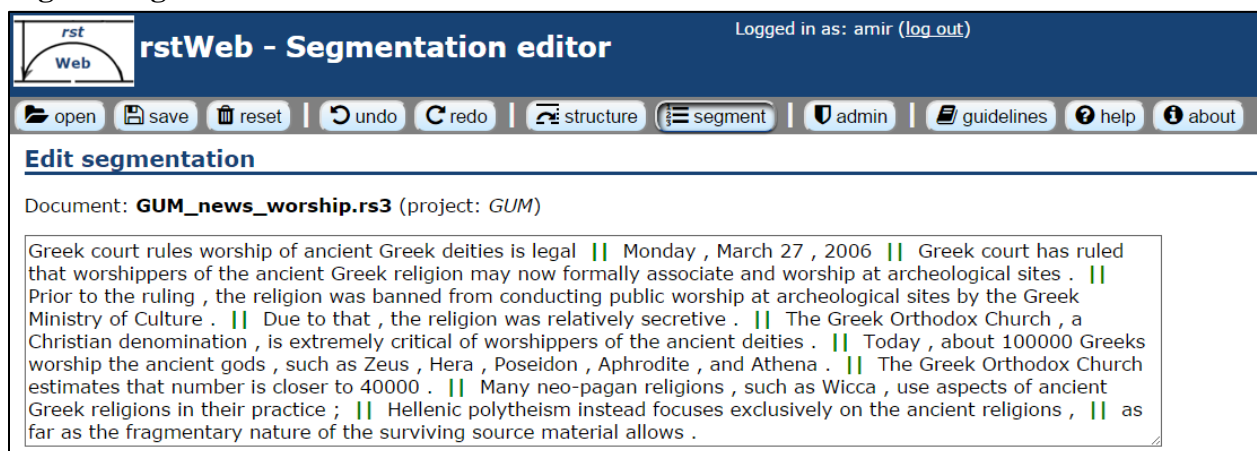 rst
Web
rstWeb - Segmentation editor
Logged in as: amir (log out)
open save reset | undo redo | structure segment | admin | guidelines help about
Edit segmentation
Document: GUM_news_worship.rs3 (project: GUM)
Greek court rules worship of ancient Greek deities is legal || Monday , March 27 , 2006 || Greek court has ruled
that worshippers of the ancient Greek religion may now formally associate and worship at archeological sites . ||
Prior to the ruling , the religion was banned from conducting public worship at archeological sites by the Greek
Ministry of Culture . || Due to that , the religion was relatively secretive . || The Greek Orthodox Church , a
Christian denomination , is extremely critical of worshippers of the ancient deities . || Today , about 100000 Greeks
worship the ancient gods , such as Zeus , Hera , Poseidon , Aphrodite , and Athena . || The Greek Orthodox Church
estimates that number is closer to 40000 . || Many neo-pagan religions , such as Wicca , use aspects of ancient
Greek religions in their practice ; || Hellenic polytheism instead focuses exclusively on the ancient religions , || as
far as the fragmentary nature of the surviving source material allows .